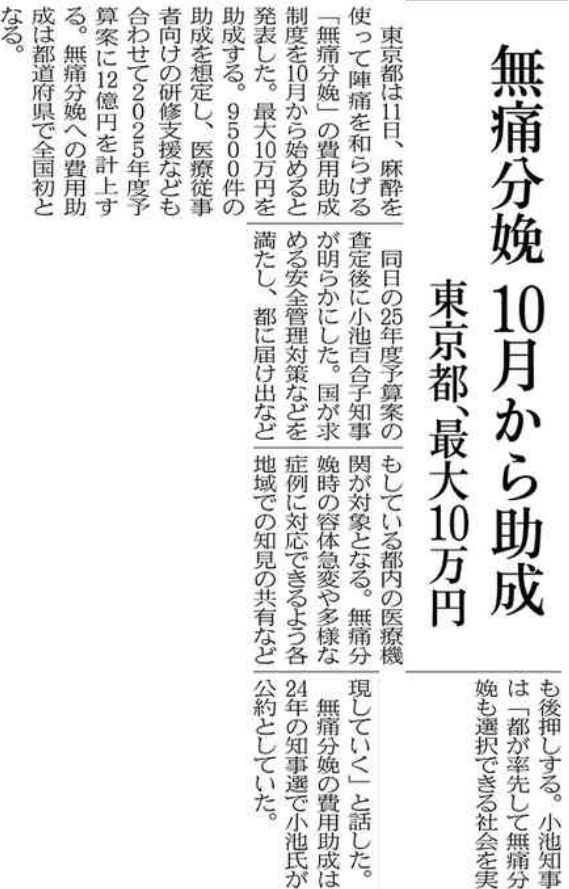 無痛分娩 10月から助成
東京都、最大10万円
東京都は11日、麻酔を
使って陣痛を和らげる
「無痛分娩」の費用助成
制度を10月から始めると
発表した。最大10万円を
助成する。9500件の
助成を想定し、医療従事
者向けの研修支援なども
合わせて2025年度予
算案に12億円を計上す
る。無痛分娩への費用助
成は都道府県で全国初と
なる。
同日の25年度予算案の
査定後に小池百合子知事
が明らかにした。国が求
める安全管理対策などを
満たし、都に届け出など
もしている都内の医療機
関が対象となる。無痛分
娩時の容体急変や多様な
症例に対応できるよう各
地域での知見の共有など
も後押しする。小池知事
は「都が率先して無痛分
娩も選択できる社会を実
現していく」と話した。
無痛分娩の費用助成は
24年の知事選で小池氏が
公約としていた。